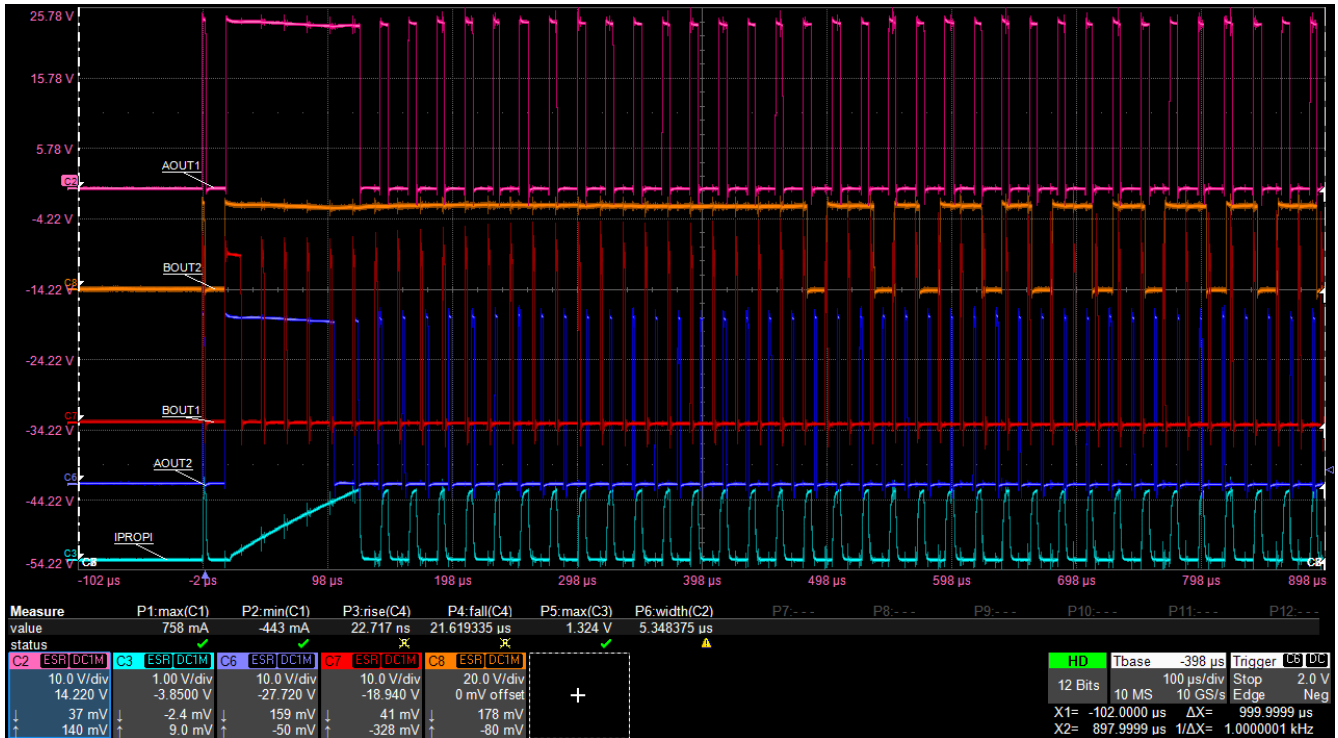 25.78 V
15.78 V
5.78 V
AOUT1
C2
-4.22 V
BOUT2
C8
-14.22 V
-24.22 V
BOUT1
C7
-34.22 V
AOUT2
C6
-44.22 V
IPROPI
C3
-54.22 V
-102 µs -2 µs 98 µs 198 µs 298 µs 398 µs 498 µs 598 µs 698 µs 798 µs 898 µs
Measure P1:max(C1) P2:min(C1) P3:rise(C4) P4:fall(C4) P5:max(C3) P6:width(C2) P7:- - - P8:- - - P9:- - - P10:- - - P11:- - - P12:- - -
value 758 mA -443 mA 22.717 ns 21.619335 µs 1.324 V 5.348375 µs
status
C2 ESR DC1M C3 ESR DC1M C6 ESR DC1M C7 ESR DC1M C8 ESR DC1M HD Tbase -398 µs Trigger C6 DC
10.0 V/div 1.00 V/div 10.0 V/div 10.0 V/div 20.0 V/div 12 Bits 100 µs/div Stop 2.0 V
14.220 V -3.8500 V -27.720 V -18.940 V 0 mV offset 10 MS 10 GS/s Edge Neg
37 mV -2.4 mV 159 mV 41 mV 178 mV X1= -102.0000 µs ΔX= 999.9999 µs
140 mV 9.0 mV -50 mV -328 mV -80 mV X2= 897.9999 µs 1/ΔX= 1.0000001 kHz